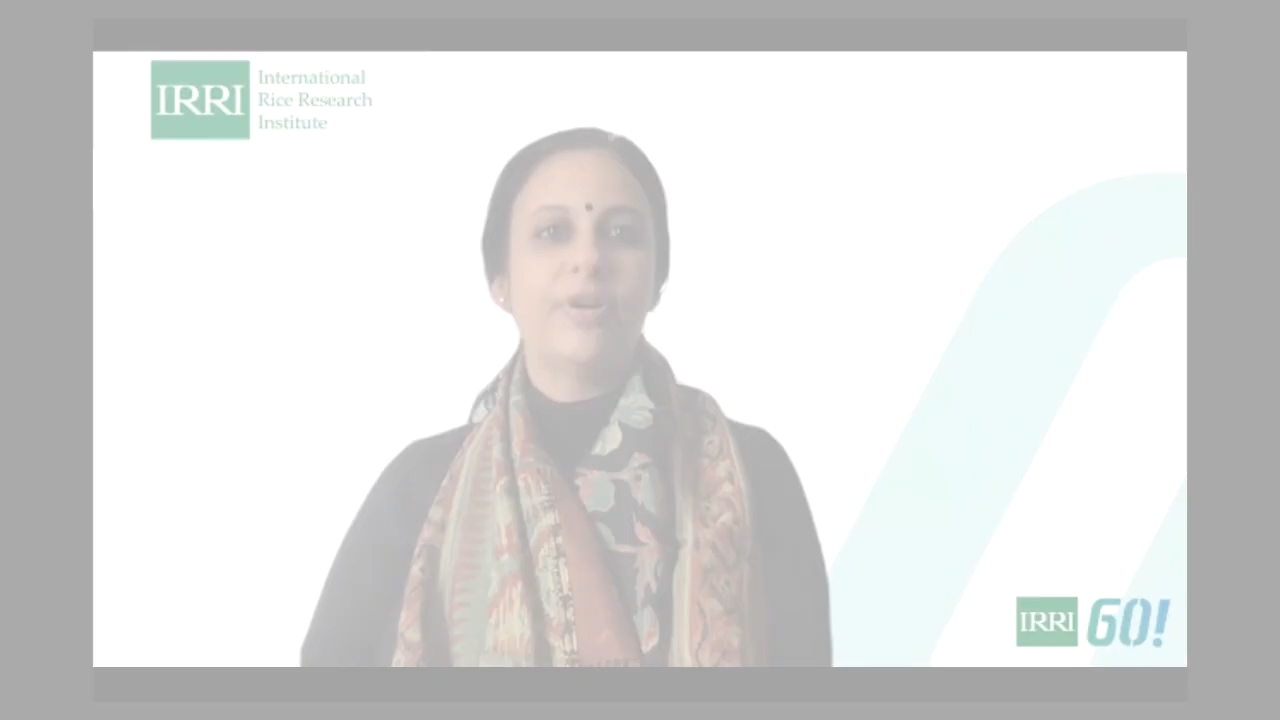 IRRI
International
Rice Research
Institute
IRRI 60!